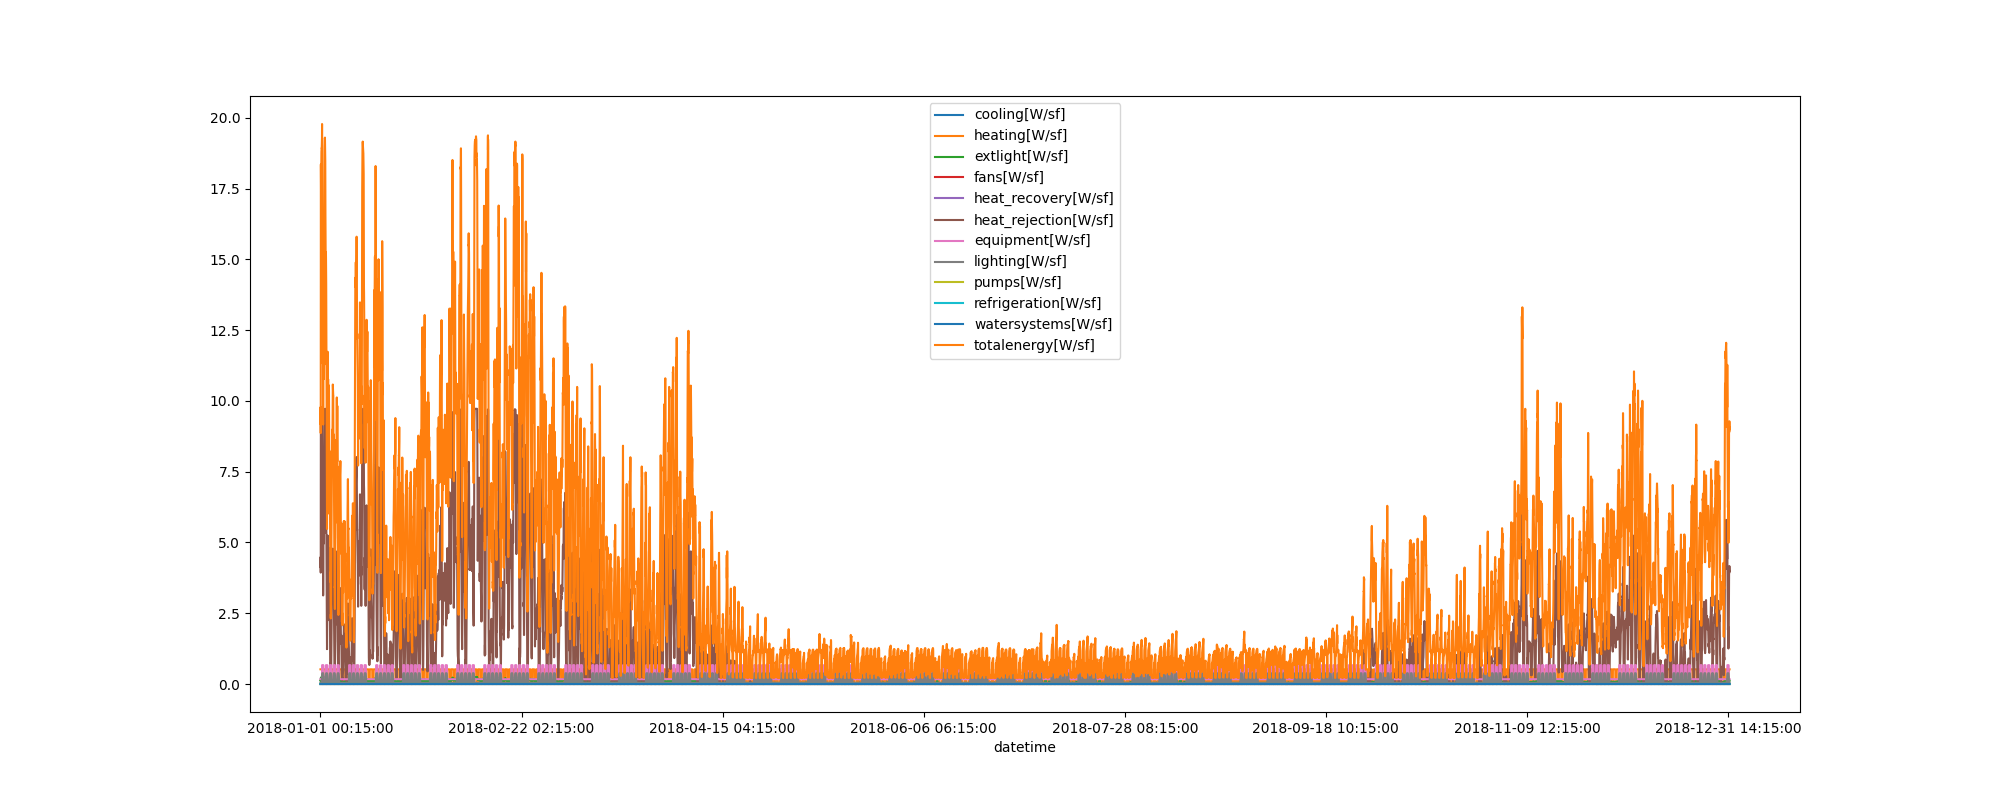 20.0
17.5
15.0
12.5
10.0
7.5
5.0
2.5
0.0
cooling[W/sf]
heating[W/sf]
extlight[W/sf]
fans[W/sf]
heat_recovery[W/sf]
heat_rejection[W/sf]
equipment[W/sf]
lighting[W/sf]
pumps[W/sf]
refrigeration[W/sf]
watersystems[W/sf]
totalenergy[W/sf]
2018-01-01 00:15:00 2018-02-22 02:15:00 2018-04-15 04:15:00 2018-06-06 06:15:00 2018-07-28 08:15:00 2018-09-18 10:15:00 2018-11-09 12:15:00 2018-12-31 14:15:00
datetime